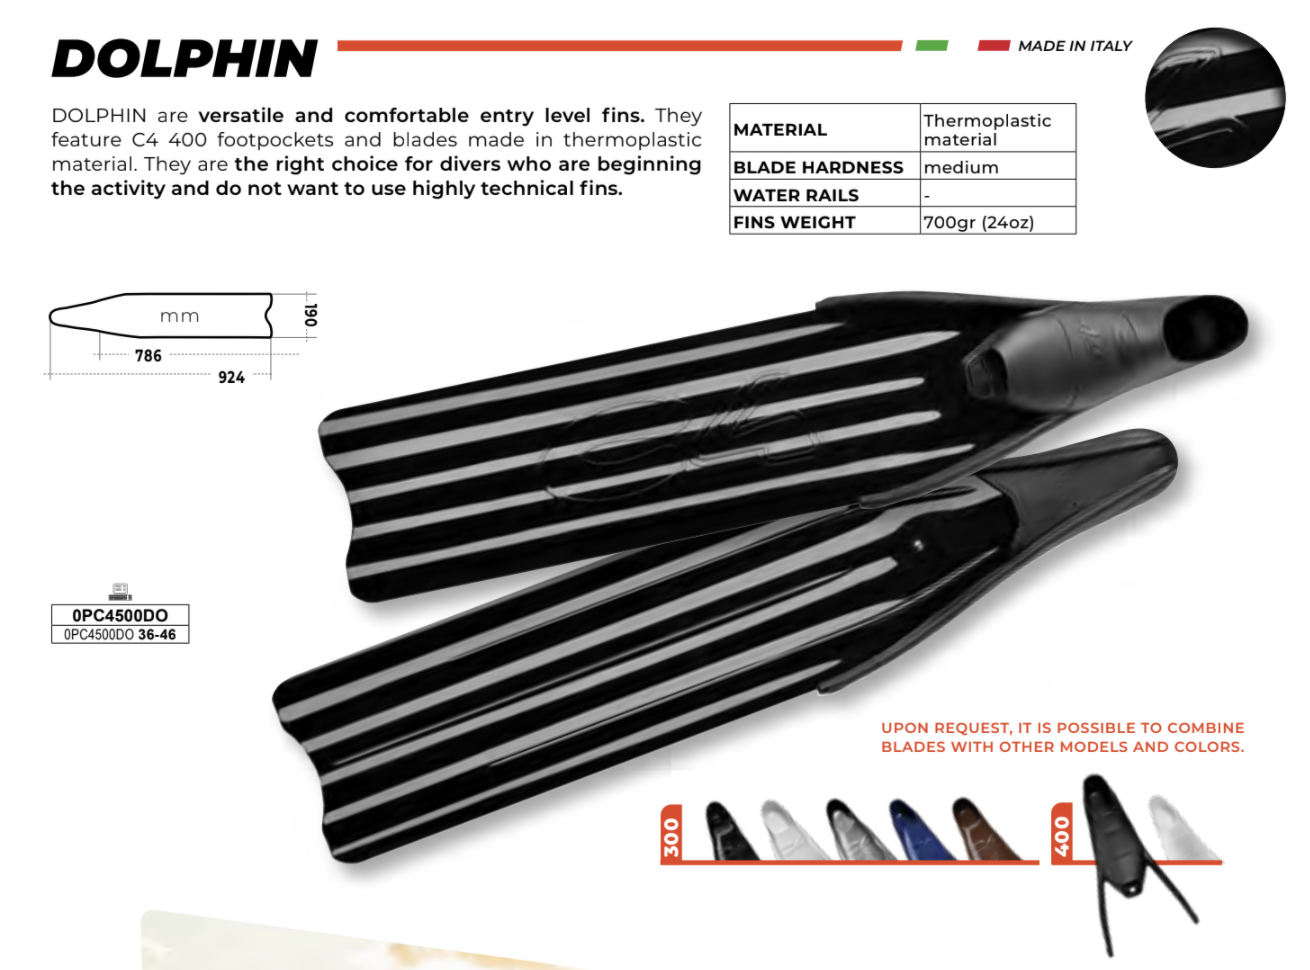 DOLPHIN
MADE IN ITALY
DOLPHIN are versatile and comfortable entry level fins. They
feature C4 400 footpockets and blades made in thermoplastic
material. They are the right choice for divers who are beginning
the activity and do not want to use highly technical fins.
MATERIAL Thermoplastic
material
BLADE HARDNESS medium
WATER RAILS -
FINS WEIGHT 700gr (24oz)
mm
190
786
924
0PC4500DO
0PC4500DO 36-46
UPON REQUEST, IT IS POSSIBLE TO COMBINE
BLADES WITH OTHER MODELS AND COLORS.
300
400